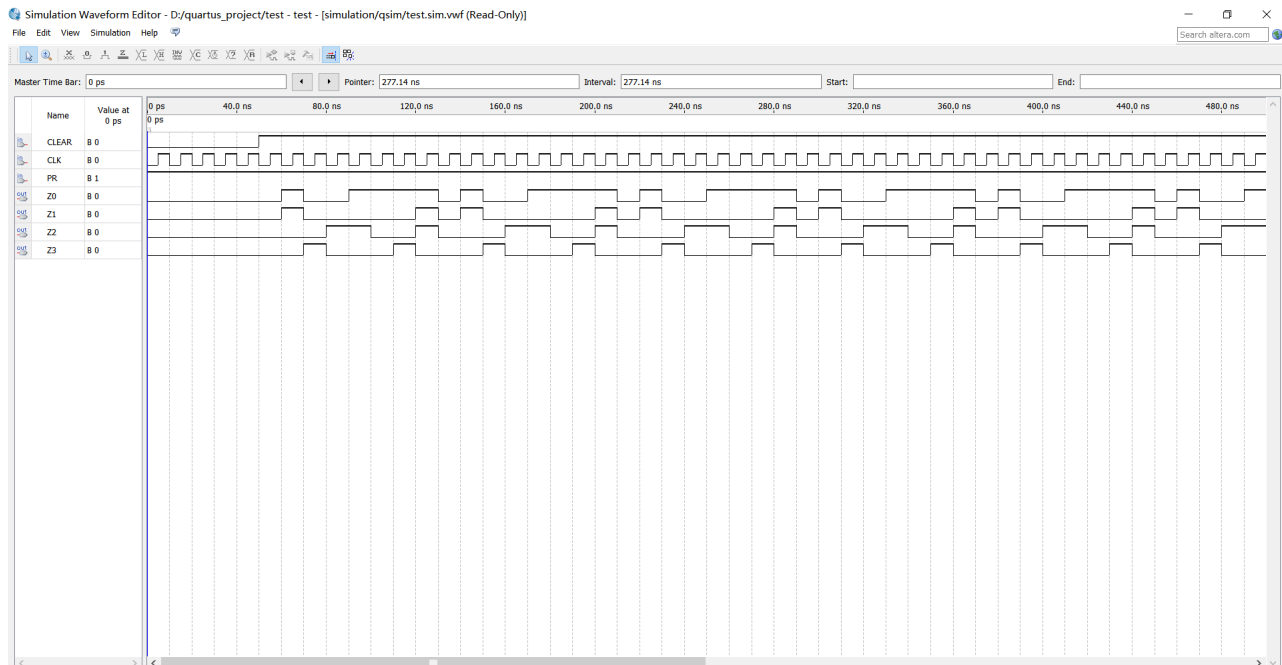 Simulation Waveform Editor - D:/quartus_project/test - test - [simulation/qsim/test.sim.vwf (Read-Only)]
File Edit View Simulation Help
Search altera.com
Master Time Bar: 0 ps Pointer: 277.14 ns Interval: 277.14 ns Start: End:
Name Value at 0 ps
0 ps 40.0 ns 80.0 ns 120.0 ns 160.0 ns 200.0 ns 240.0 ns 280.0 ns 320.0 ns 360.0 ns 400.0 ns 440.0 ns 480.0 ns
0 ps
CLEAR B 0
CLK B 0
PR B 1
out Z0 B 0
out Z1 B 0
out Z2 B 0
out Z3 B 0